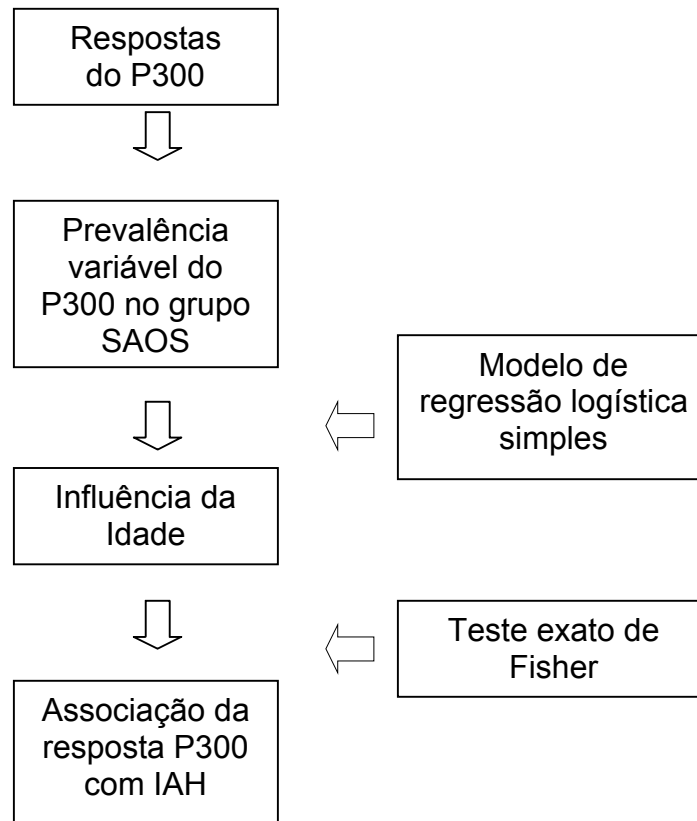 Respostas
do P300
Prevalência
variável do
P300 no grupo
SAOS
Modelo de
regressão logística
simples
Influência da
Idade
Teste exato de
Fisher
Associação da
resposta P300
com IAH